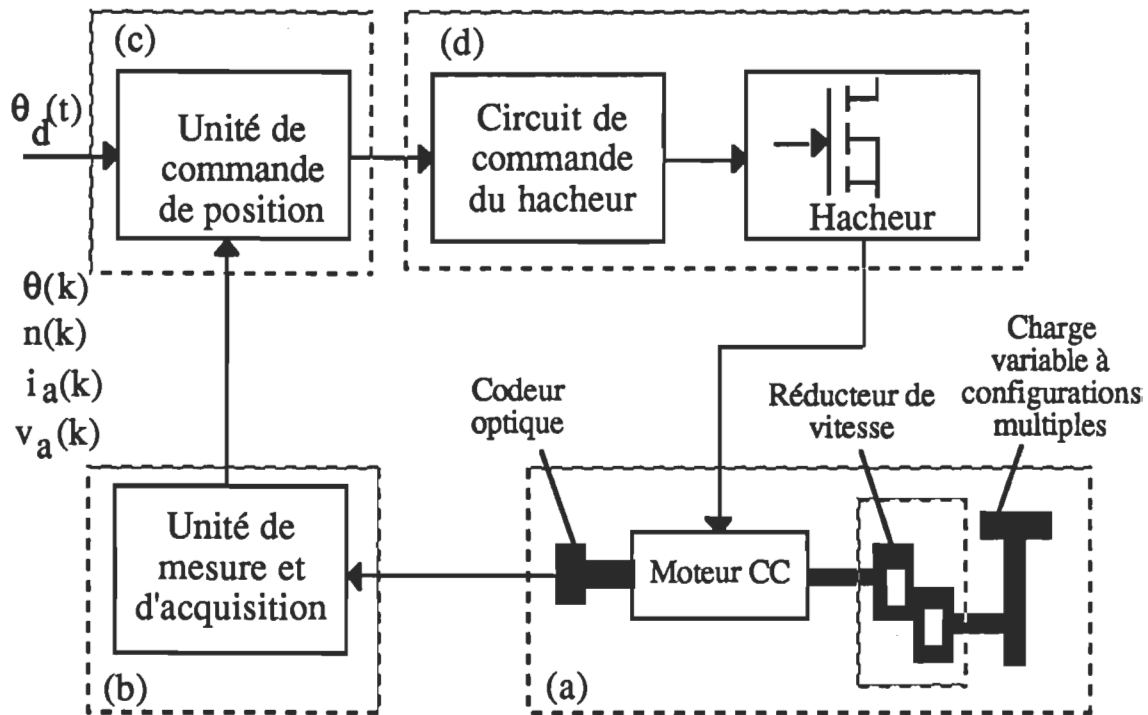 (c)
(d)
θd(t)
Unité de
commande
de position
Circuit de
commande
du hacheur
Hacheur
θ(k)
n(k)
ia(k)
va(k)
Codeur
optique
Réducteur de
vitesse
Charge
variable à
configurations
multiples
Unité de
mesure et
d'acquisition
Moteur CC
(b)
(a)